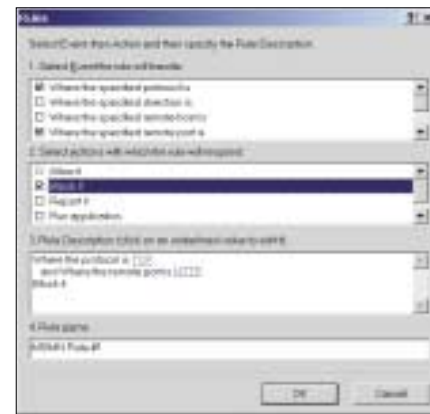 Rules
Select Event then Action and then specify the Rule Description
1. Select Event the rule will handle
Where the specified protocol is
Where the specified direction is
Where the specified remote host is
Where the specified remote port is
2. Select actions with which the rule will respond
Allow it
Block it
Report it
Run application
3. Rule Description (click on an underlined value to edit it)
Where the protocol is TCP
and Where the remote port is
Block it
4. Rule name
Rule #1
OK
Cancel